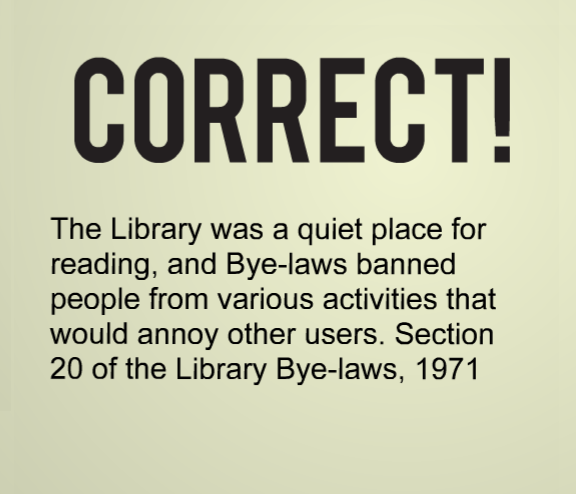 CORRECT!
The Library was a quiet place for
reading, and Bye-laws banned
people from various activities that
would annoy other users. Section
20 of the Library Bye-laws, 1971